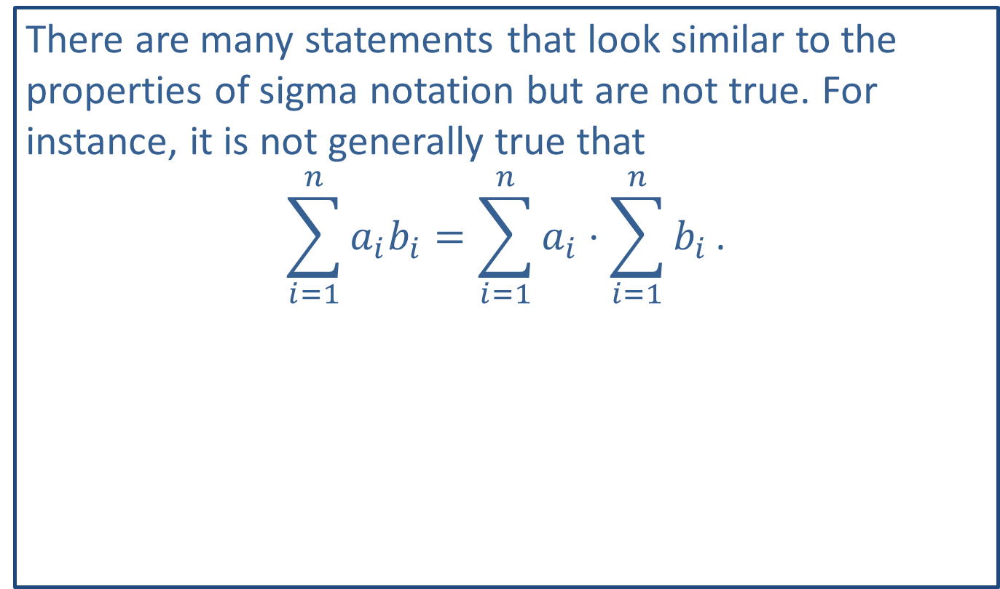 There are many statements that look similar to the
properties of sigma notation but are not true. For
instance, it is not generally true that
$$\sum_{i=1}^{n} a_i b_i = \sum_{i=1}^{n} a_i \cdot \sum_{i=1}^{n} b_i \, .$$